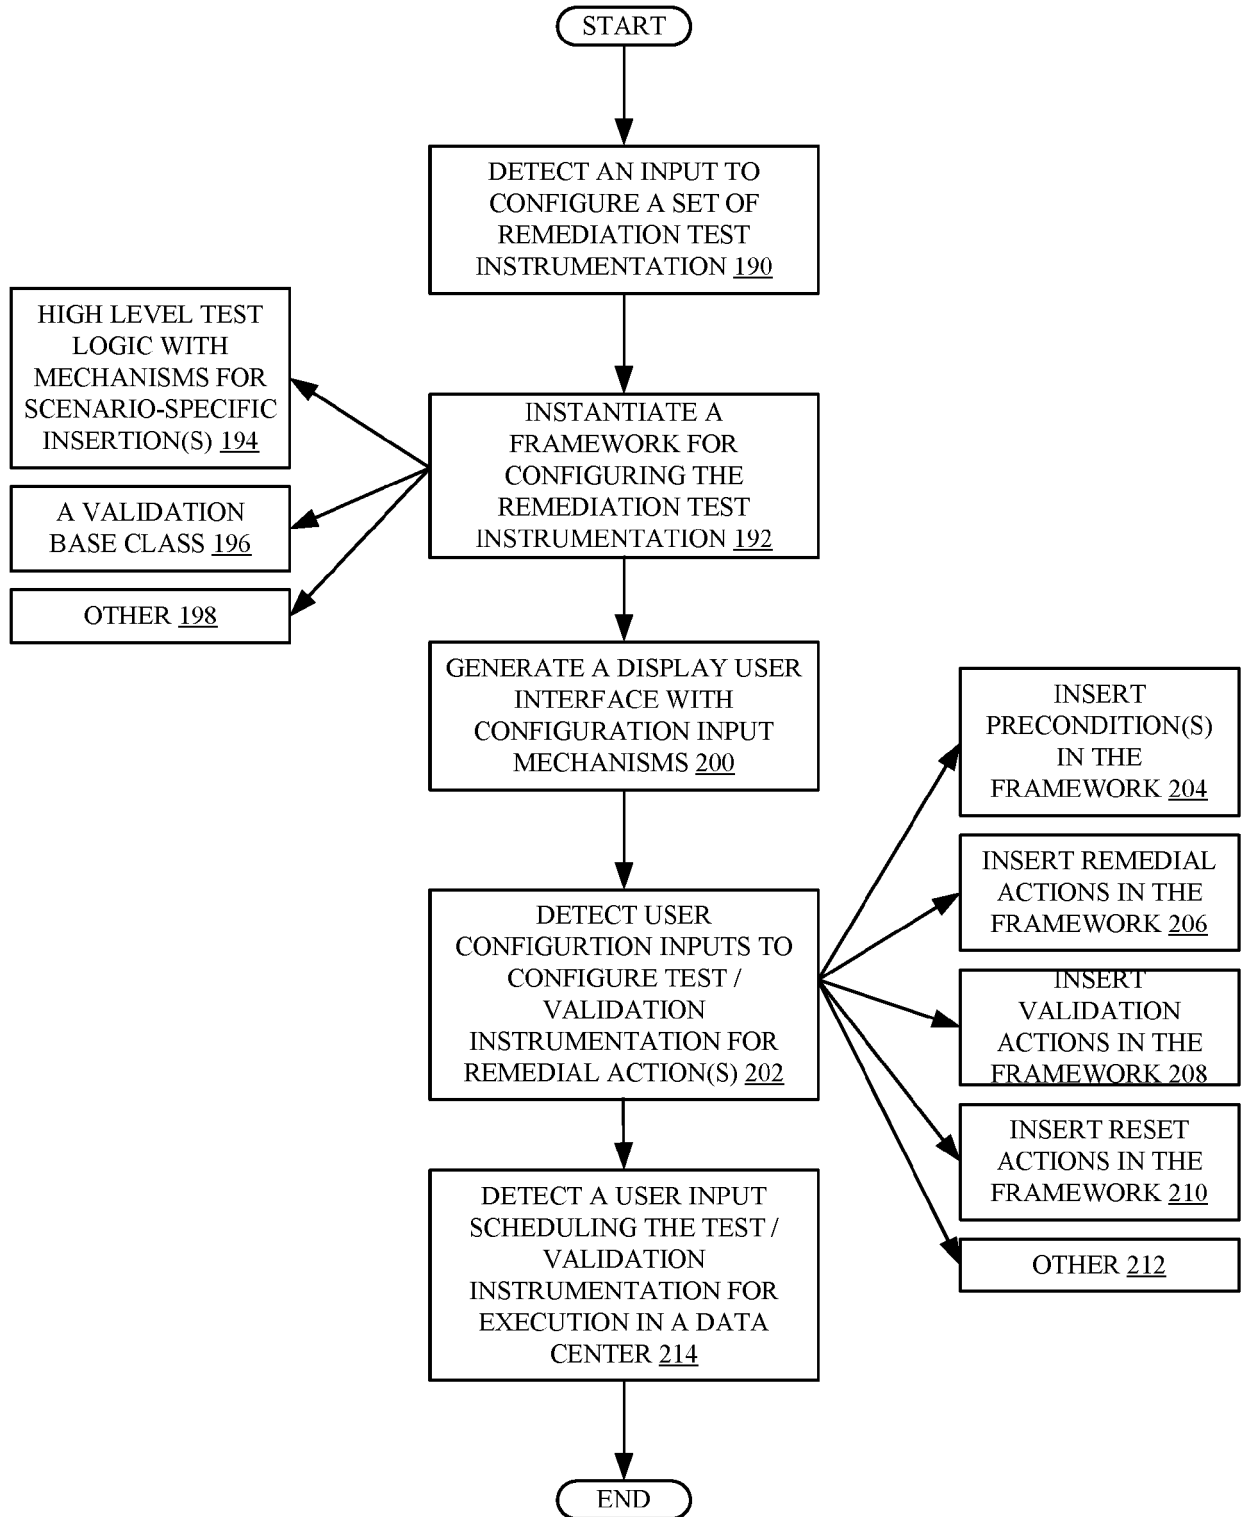 START
DETECT AN INPUT TO
CONFIGURE A SET OF
REMEDIATION TEST
INSTRUMENTATION 190
HIGH LEVEL TEST
LOGIC WITH
MECHANISMS FOR
SCENARIO-SPECIFIC
INSERTION(S) 194
A VALIDATION
BASE CLASS 196
OTHER 198
INSTANTIATE A
FRAMEWORK FOR
CONFIGURING THE
REMEDIATION TEST
INSTRUMENTATION 192
GENERATE A DISPLAY USER
INTERFACE WITH
CONFIGURATION INPUT
MECHANISMS 200
DETECT USER
CONFIGURTION INPUTS TO
CONFIGURE TEST /
VALIDATION
INSTRUMENTATION FOR
REMEDIAL ACTION(S) 202
INSERT
PRECONDITION(S)
IN THE
FRAMEWORK 204
INSERT REMEDIAL
ACTIONS IN THE
FRAMEWORK 206
INSERT
VALIDATION
ACTIONS IN THE
FRAMEWORK 208
INSERT RESET
ACTIONS IN THE
FRAMEWORK 210
OTHER 212
DETECT A USER INPUT
SCHEDULING THE TEST /
VALIDATION
INSTRUMENTATION FOR
EXECUTION IN A DATA
CENTER 214
END